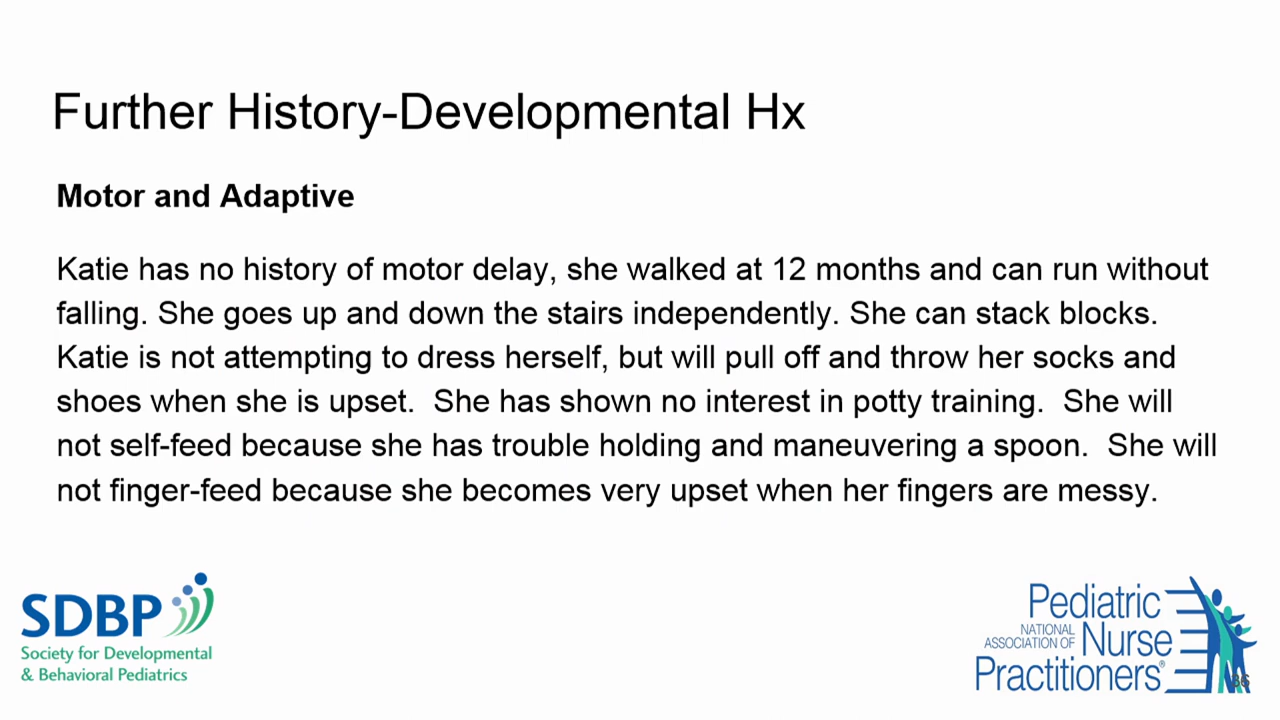 Further History-Developmental Hx
Motor and Adaptive
Katie has no history of motor delay, she walked at 12 months and can run without
falling. She goes up and down the stairs independently. She can stack blocks.
Katie is not attempting to dress herself, but will pull off and throw her socks and
shoes when she is upset.  She has shown no interest in potty training.  She will
not self-feed because she has trouble holding and maneuvering a spoon.  She will
not finger-feed because she becomes very upset when her fingers are messy.
SDBP
Society for Developmental
& Behavioral Pediatrics
Pediatric
NATIONAL
ASSOCIATION OF
Nurse
Practitioners®
36